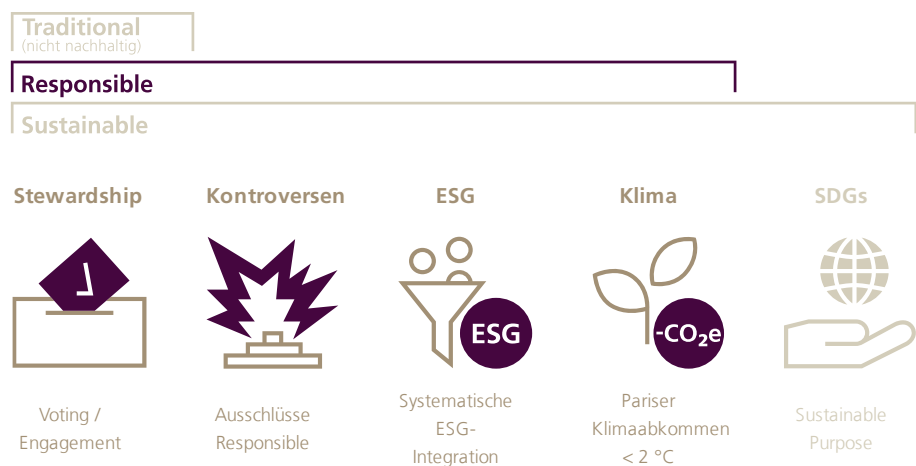 Traditional
(nicht nachhaltig)
Responsible
Sustainable
Stewardship Kontroversen ESG Klima SDGs
ESG -CO₂e
Voting /
Engagement
Ausschlüsse
Responsible
Systematische
ESG-
Integration
Pariser
Klimaabkommen
< 2 °C
Sustainable
Purpose